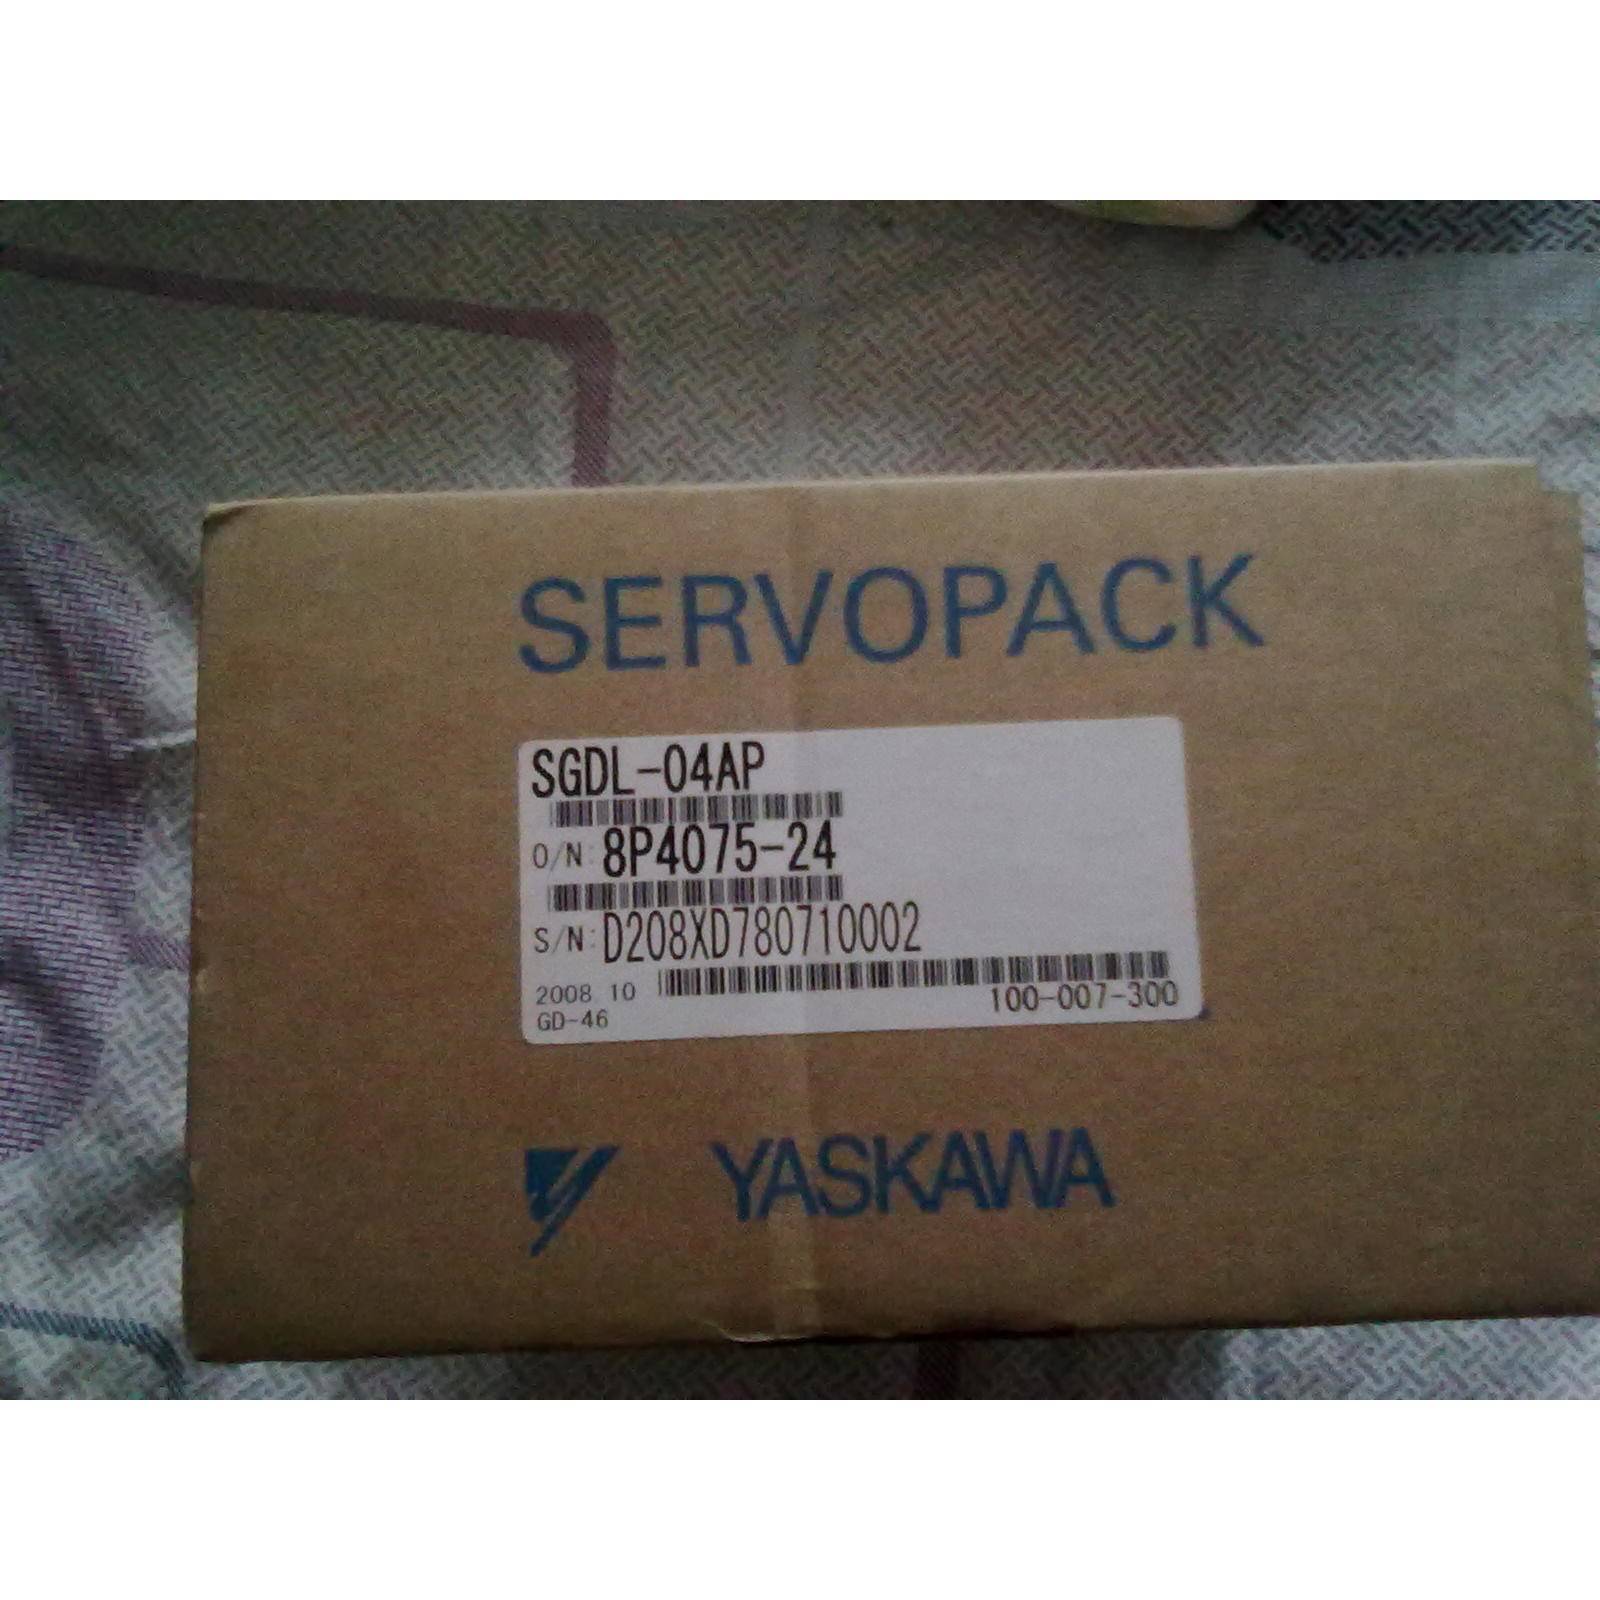 SERVOPACK
SGDL-04AP
O/N: 8P4075-24
S/N: D208XD780710002
2008 10
100-007-300
GD-46
YASKAWA